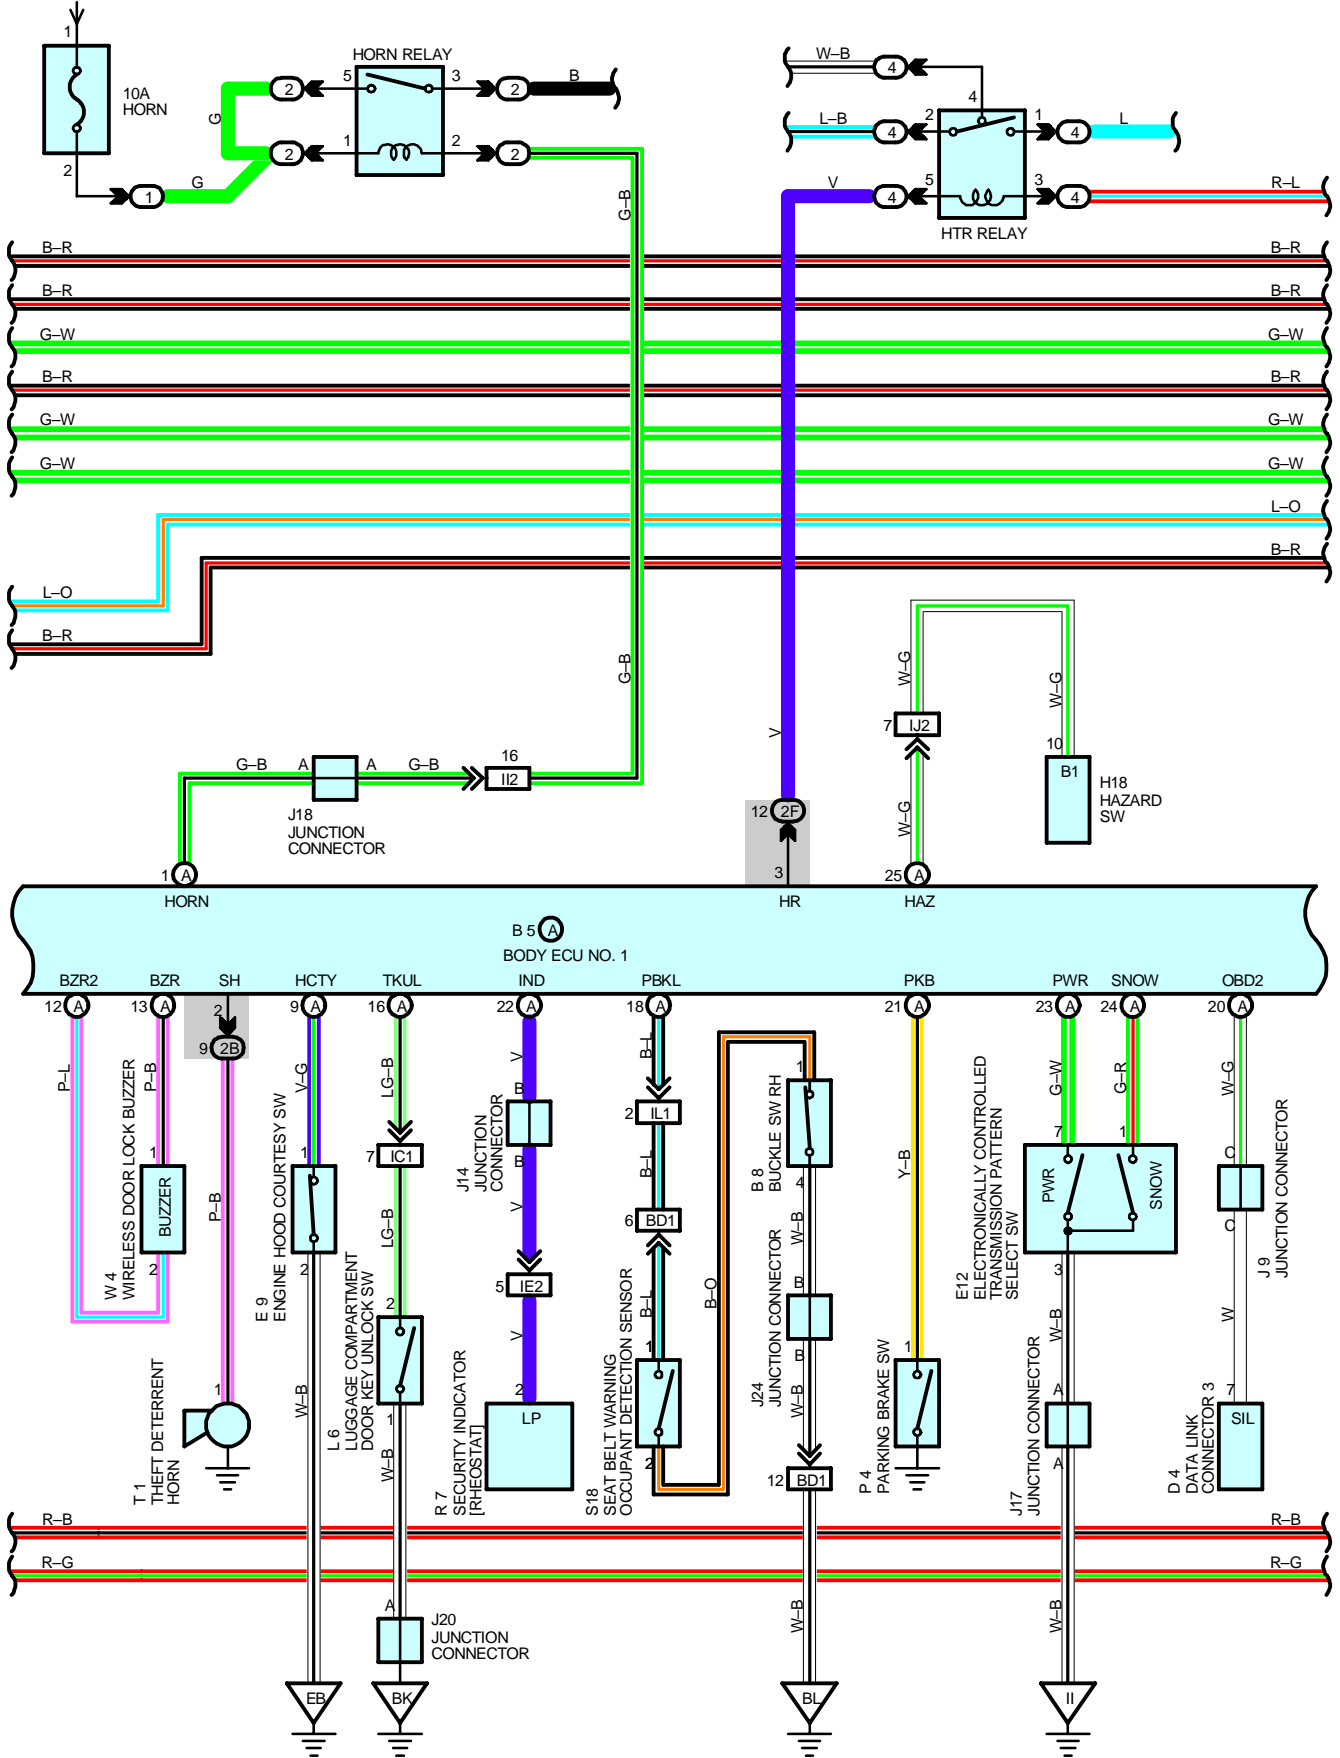 1
10A
HORN
2
1
G
G
HORN RELAY
2
5
3
2
B
2
1
2
2
G–B
W–B
4
4
L–B
4
2
1
4
L
V
4
5
3
4
R–L
HTR RELAY
B–R
B–R
B–R
B–R
G–W
G–W
B–R
B–R
G–W
G–W
G–W
G–W
L–O
B–R
L–O
B–R
G–B
V
W–G
W–G
7
IJ2
10
B1
H18
HAZARD
SW
G–B
A
A
G–B
16
II2
J18
JUNCTION
CONNECTOR
12
2F
W–G
1
A
3
25
A
HORN
HR
HAZ
B 5
A
BODY ECU NO. 1
BZR2
BZR
SH
HCTY
TKUL
IND
PBKL
PKB
PWR
SNOW
OBD2
12
A
13
A
2
9
A
16
A
22
A
18
A
21
A
23
A
24
A
20
A
9
2B
P–L
P–B
V–G
LG–B
V
B–L
G–W
G–R
W–G
W 4
WIRELESS DOOR LOCK BUZZER
1
BUZZER
2
P–B
E 9
ENGINE HOOD COURTESY SW
1
2
7
IC1
LG–B
L 6
LUGGAGE COMPARTMENT
DOOR KEY UNLOCK SW
2
1
B
J14
JUNCTION
CONNECTOR
B
V
5
IE2
V
2
LP
R 7
SECURITY INDICATOR
[RHEOSTAT]
2
IL1
B–L
6
BD1
B–L
1
2
S18
SEAT BELT WARNING
OCCUPANT DETECTION SENSOR
B–O
1
B 8
BUCKLE SW RH
4
W–B
B
J24
JUNCTION CONNECTOR
B
W–B
12
BD1
Y–B
1
P 4
PARKING BRAKE SW
7
1
PWR
SNOW
3
E12
ELECTRONICALLY CONTROLLED
TRANSMISSION PATTERN
SELECT SW
W–B
A
J17
JUNCTION CONNECTOR
A
C
C
J 9
JUNCTION CONNECTOR
W
7
SIL
D 4
DATA LINK
CONNECTOR 3
1
T 1
THEFT DETERRENT
HORN
W–B
W–B
R–B
R–B
R–G
R–G
A
J20
JUNCTION
CONNECTOR
W–B
W–B
EB
BK
BL
II